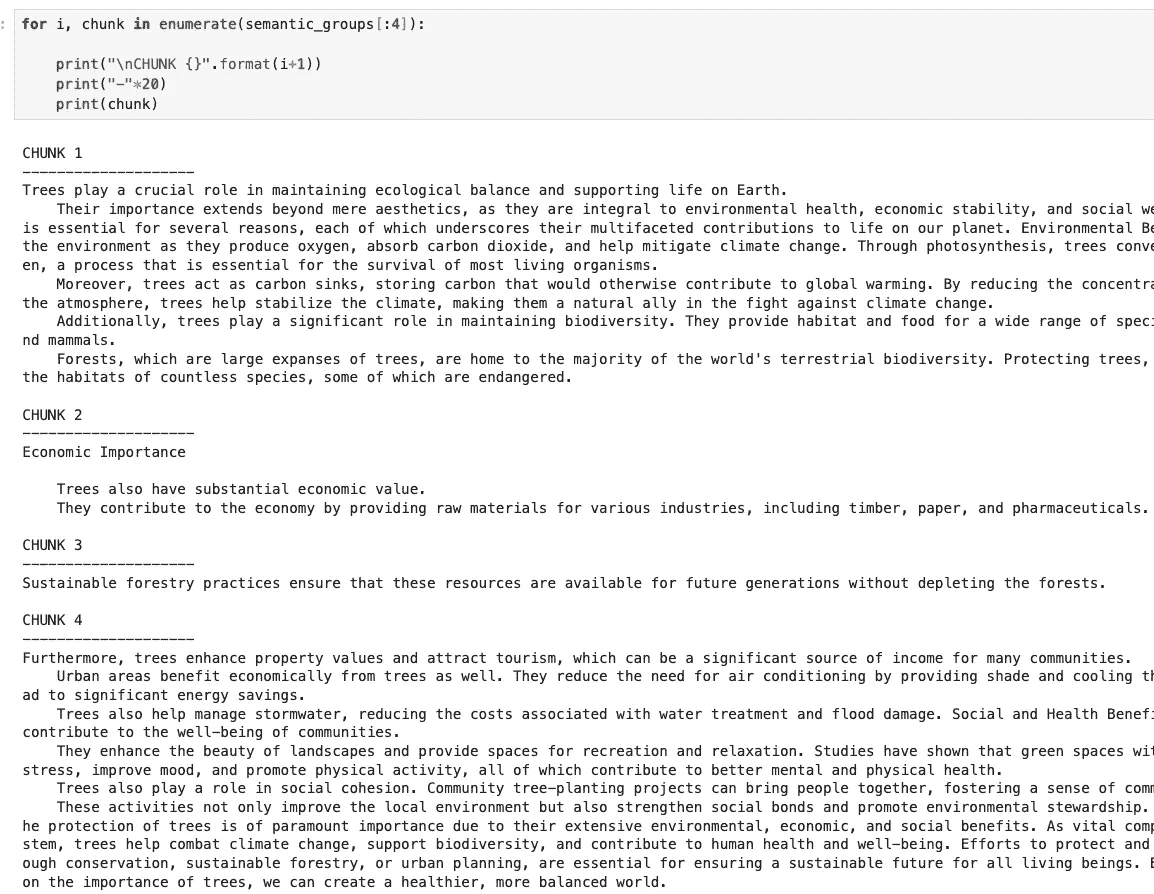 : for i, chunk in enumerate(semantic_groups[:4]):
print("\nCHUNK {}".format(i+1))
print("-"*20)
print(chunk)
CHUNK 1
--------------------
Trees play a crucial role in maintaining ecological balance and supporting life on Earth.
Their importance extends beyond mere aesthetics, as they are integral to environmental health, economic stability, and social we
is essential for several reasons, each of which underscores their multifaceted contributions to life on our planet. Environmental Be
the environment as they produce oxygen, absorb carbon dioxide, and help mitigate climate change. Through photosynthesis, trees conve
en, a process that is essential for the survival of most living organisms.
Moreover, trees act as carbon sinks, storing carbon that would otherwise contribute to global warming. By reducing the concentra
the atmosphere, trees help stabilize the climate, making them a natural ally in the fight against climate change.
Additionally, trees play a significant role in maintaining biodiversity. They provide habitat and food for a wide range of speci
nd mammals.
Forests, which are large expanses of trees, are home to the majority of the world's terrestrial biodiversity. Protecting trees,
the habitats of countless species, some of which are endangered.
CHUNK 2
--------------------
Economic Importance
Trees also have substantial economic value.
They contribute to the economy by providing raw materials for various industries, including timber, paper, and pharmaceuticals.
CHUNK 3
--------------------
Sustainable forestry practices ensure that these resources are available for future generations without depleting the forests.
CHUNK 4
--------------------
Furthermore, trees enhance property values and attract tourism, which can be a significant source of income for many communities.
Urban areas benefit economically from trees as well. They reduce the need for air conditioning by providing shade and cooling th
ad to significant energy savings.
Trees also help manage stormwater, reducing the costs associated with water treatment and flood damage. Social and Health Benefi
contribute to the well-being of communities.
They enhance the beauty of landscapes and provide spaces for recreation and relaxation. Studies have shown that green spaces wit
stress, improve mood, and promote physical activity, all of which contribute to better mental and physical health.
Trees also play a role in social cohesion. Community tree-planting projects can bring people together, fostering a sense of comm
These activities not only improve the local environment but also strengthen social bonds and promote environmental stewardship.
he protection of trees is of paramount importance due to their extensive environmental, economic, and social benefits. As vital comp
stem, trees help combat climate change, support biodiversity, and contribute to human health and well-being. Efforts to protect and
ough conservation, sustainable forestry, or urban planning, are essential for ensuring a sustainable future for all living beings. E
on the importance of trees, we can create a healthier, more balanced world.